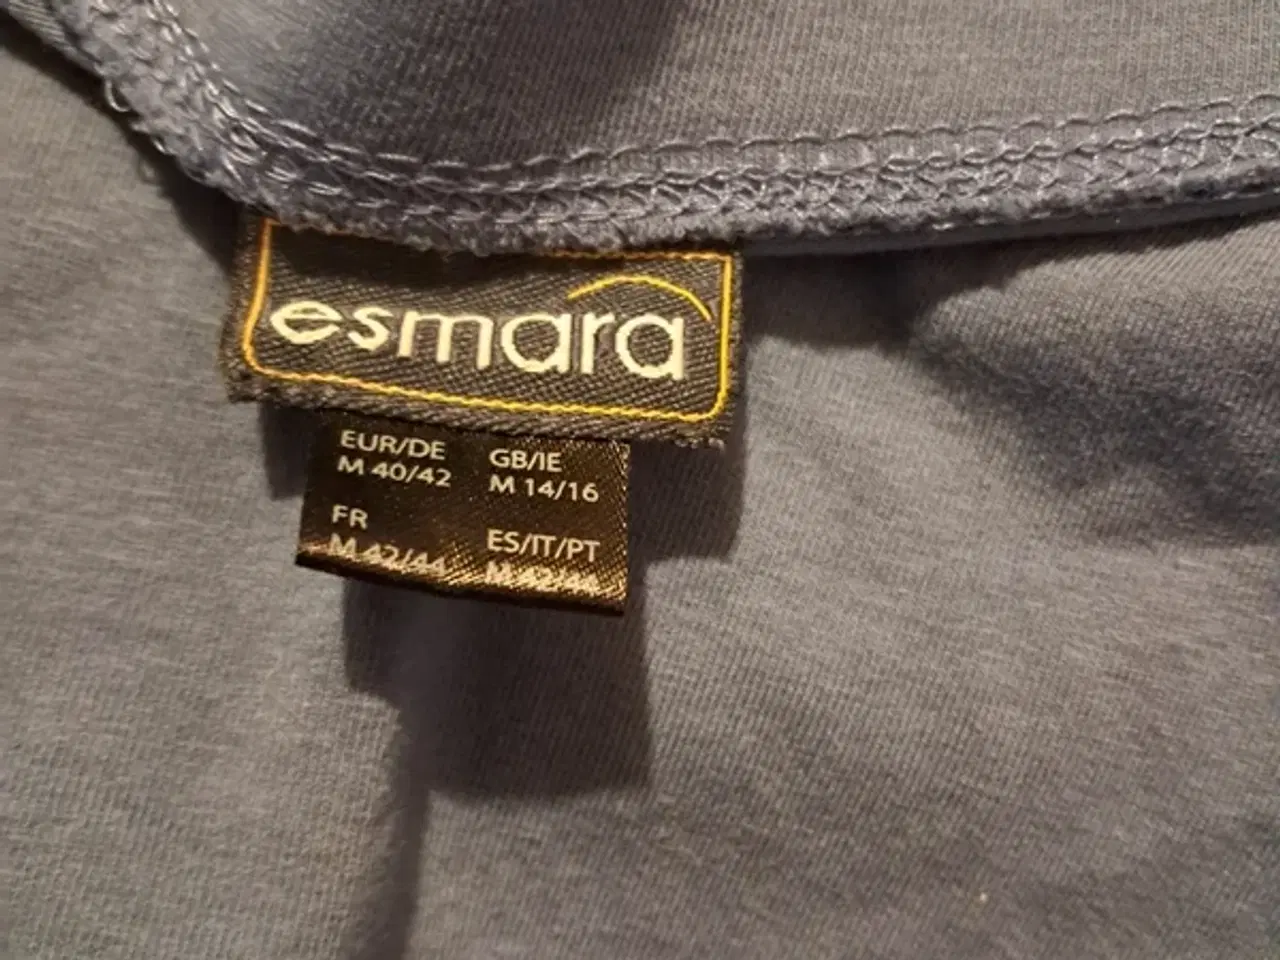 esmara
EUR/DE GB/IE
M 40/42 M 14/16
FR ES/IT/PT
M 42/44 M 42/44